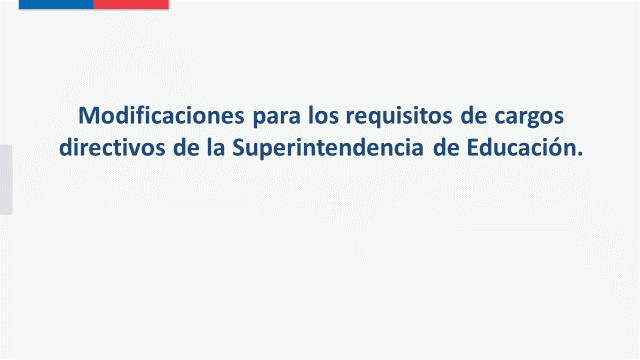 Modificaciones para los requisitos de cargos
directivos de la Superintendencia de Educación.